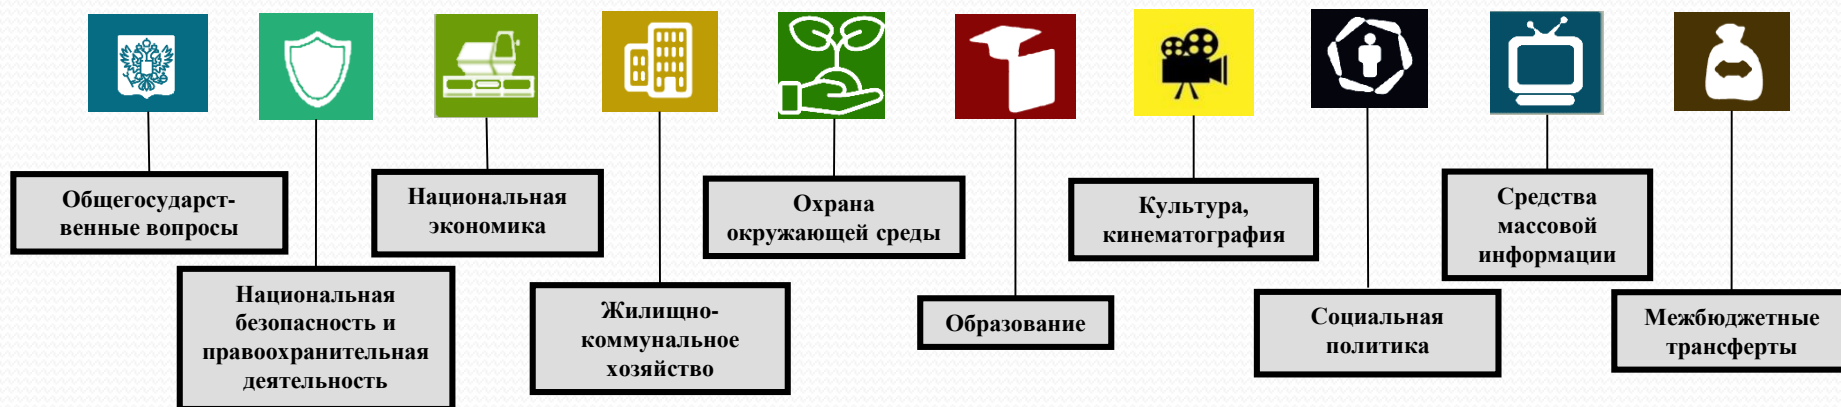 Общегосударст-
венные вопросы
Национальная
безопасность и
правоохранительная
деятельность
Национальная
экономика
Жилищно-
коммунальное
хозяйство
Охрана
окружающей среды
Образование
Культура,
кинематография
Социальная
политика
Средства
массовой
информации
Межбюджетные
трансферты